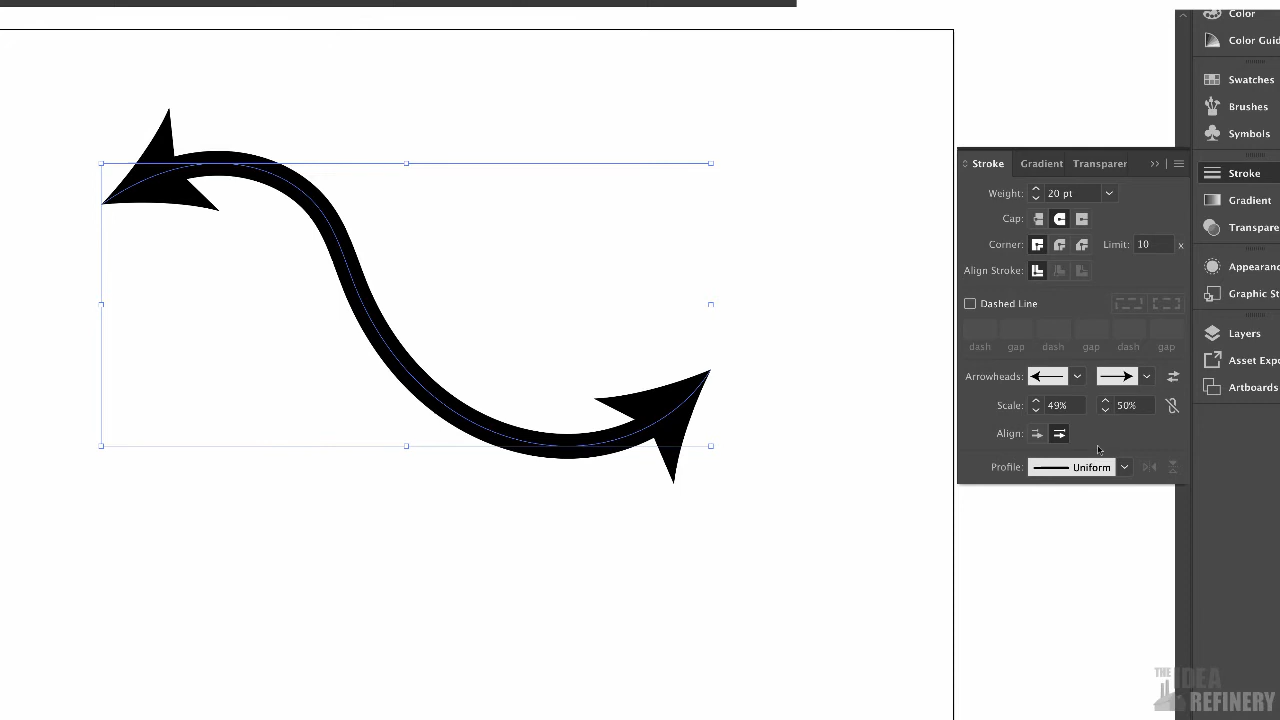 Color
Color Guid
Swatches
Brushes
Symbols
Stroke Gradient Transparer
Stroke
Weight: 20 pt
Gradient
Cap:
Transpare
Corner: Limit: 10 x
Align Stroke:
Appearanc
Graphic St
Dashed Line
dash gap dash gap dash gap
Layers
Asset Expo
Arrowheads:
Artboards
Scale: 49% 50%
Align:
Profile: Uniform
THE IDEA
REFINERY